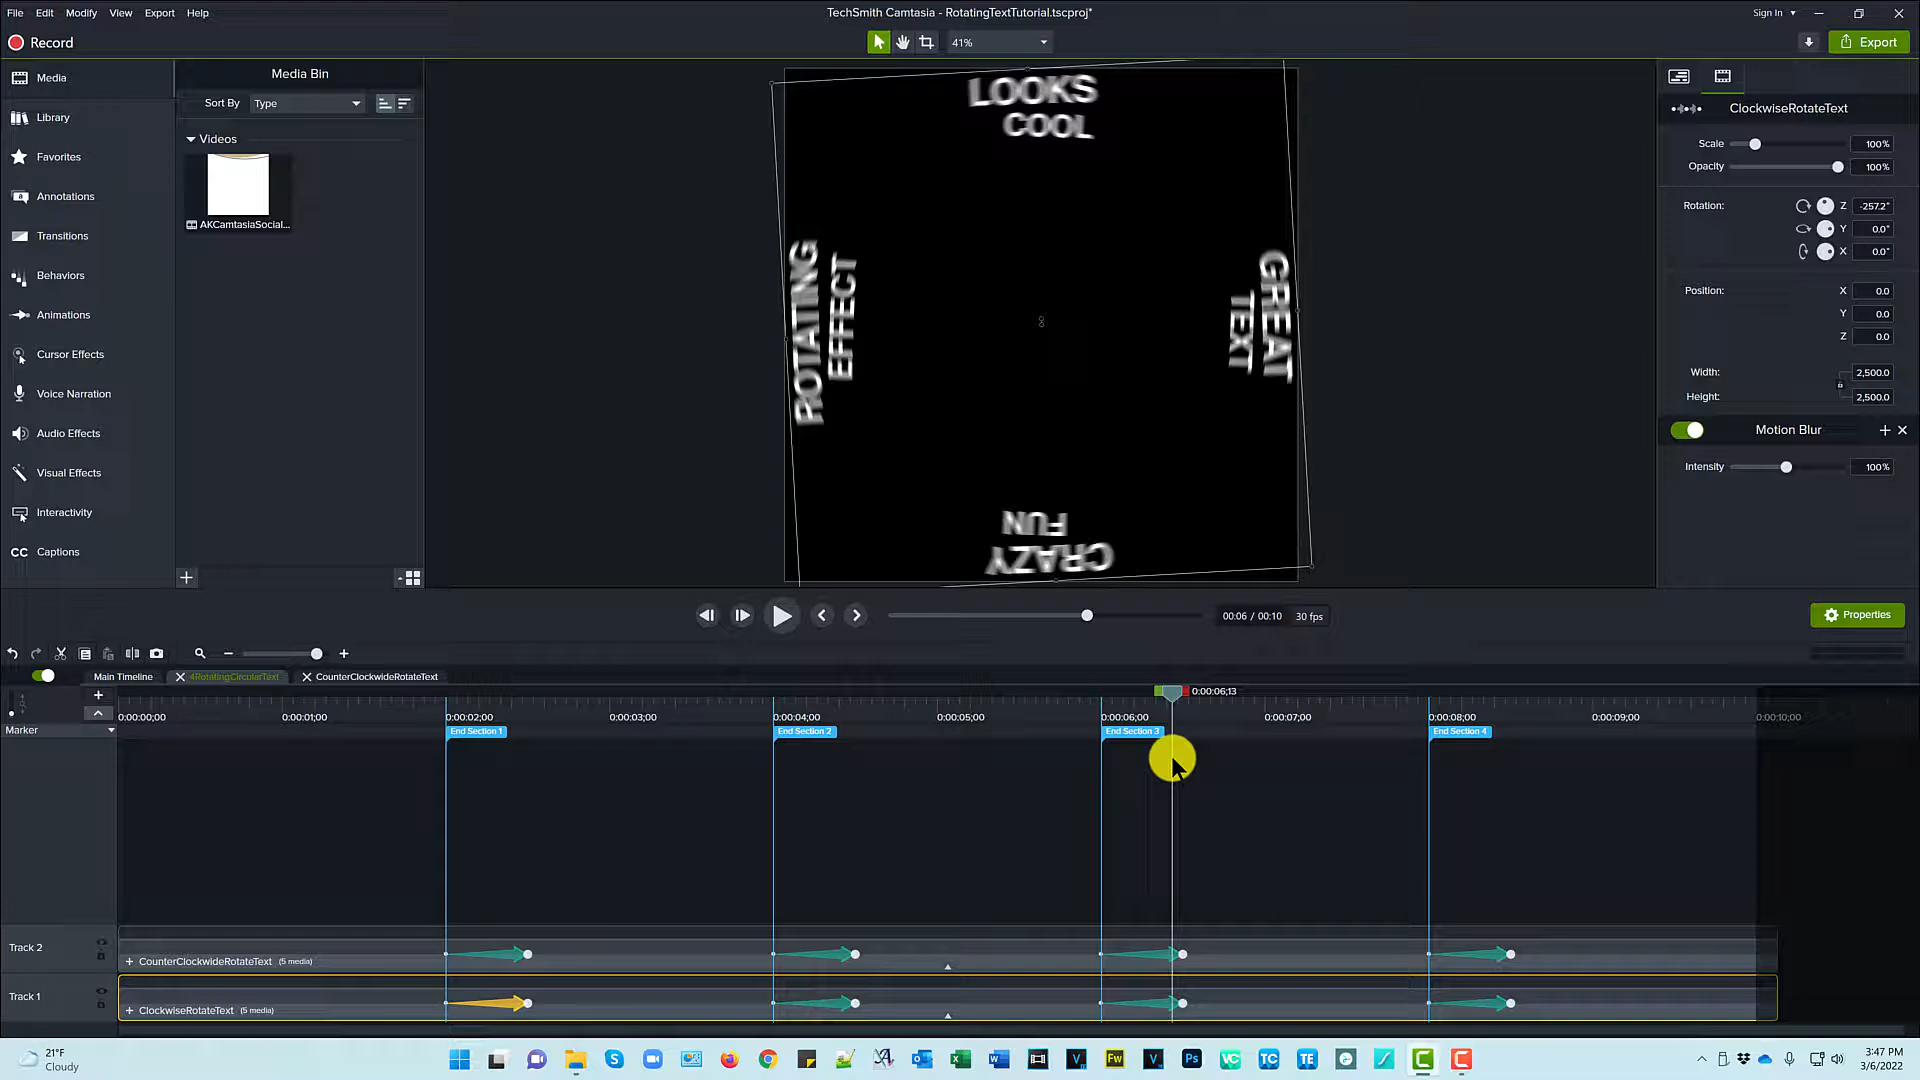 File Edit Modify View Export Help
TechSmith Camtasia - RotatingTextTutorial.tscproj*
Sign In
Record
41%
Export
Media
Library
Favorites
Annotations
Transitions
Behaviors
Animations
Cursor Effects
Voice Narration
Audio Effects
Visual Effects
Interactivity
CC Captions
Media Bin
Sort By Type
Videos
AKCamtasiaSocial...
LOOKS
COOL
ROTATING
EFFECT
GREAT
TEXT
FUN
CRAZY
ClockwiseRotateText
Scale 100%
Opacity 100%
Rotation: Z -257.2°
Y 0.0°
X 0.0°
Position: X 0.0
Y 0.0
Z 0.0
Width: 2,500.0
Height: 2,500.0
Motion Blur
Intensity 100%
00:06 / 00:10 30 fps
Properties
Main Timeline 4RotatingCircularText CounterClockwideRotateText
0:00:06;13
0:00:00;00 0:00:01;00 0:00:02;00 0:00:03;00 0:00:04;00 0:00:05;00 0:00:06;00 0:00:07;00 0:00:08;00 0:00:09;00 0:00:10;00
Marker
End Section 1 End Section 2 End Section 3 End Section 4
Track 2
CounterClockwideRotateText (5 media)
Track 1
ClockwiseRotateText (5 media)
21°F
Cloudy
3:47 PM
3/6/2022